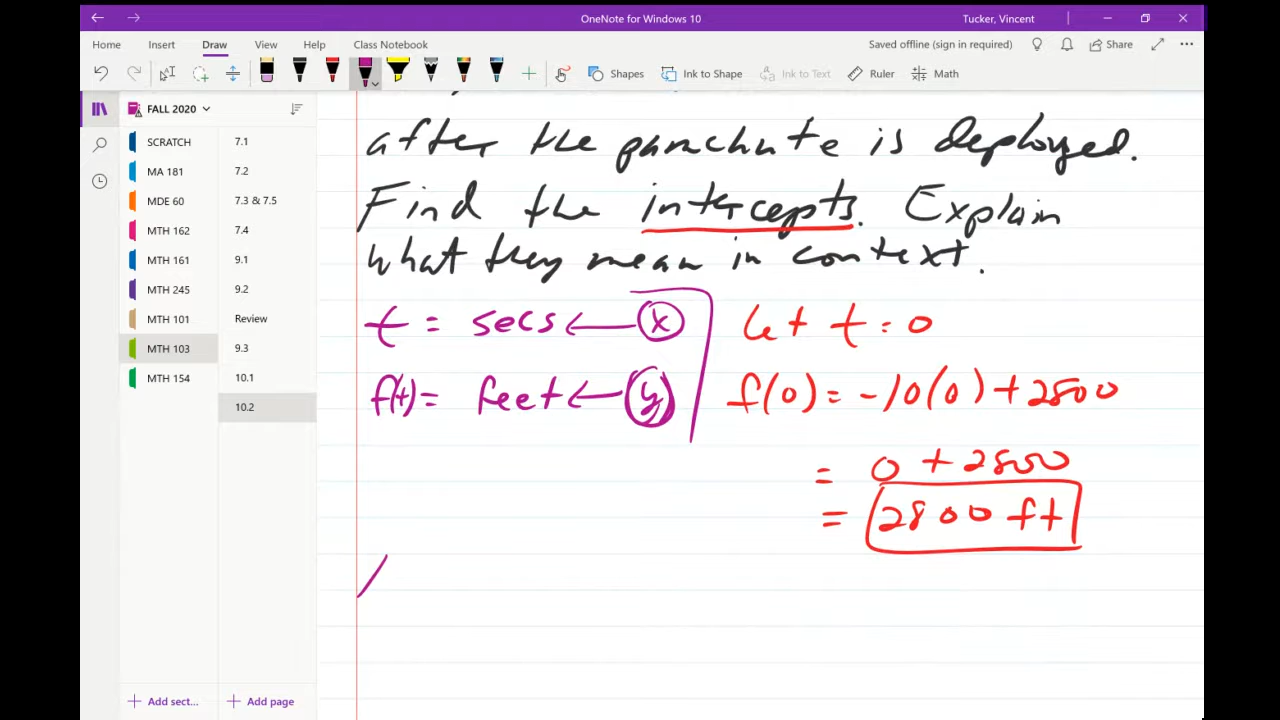 OneNote for Windows 10
Tucker, Vincent
Home Insert Draw View Help Class Notebook
Saved offline (sign in required)
Share
Shapes
Ink to Shape
Ink to Text
Ruler
Math
FALL 2020
SCRATCH
MA 181
MDE 60
MTH 162
MTH 161
MTH 245
MTH 101
MTH 103
MTH 154
Add sect...
7.1
7.2
7.3 & 7.5
7.4
9.1
9.2
Review
9.3
10.1
10.2
Add page
after the parachute is deployed.
Find the intercepts. Explain
what they mean in context.
t = secs ← x
f(t) = feet ← y
let t = 0
f(0) = -10(0) + 2800
= 0 + 2800
= 2800 ft